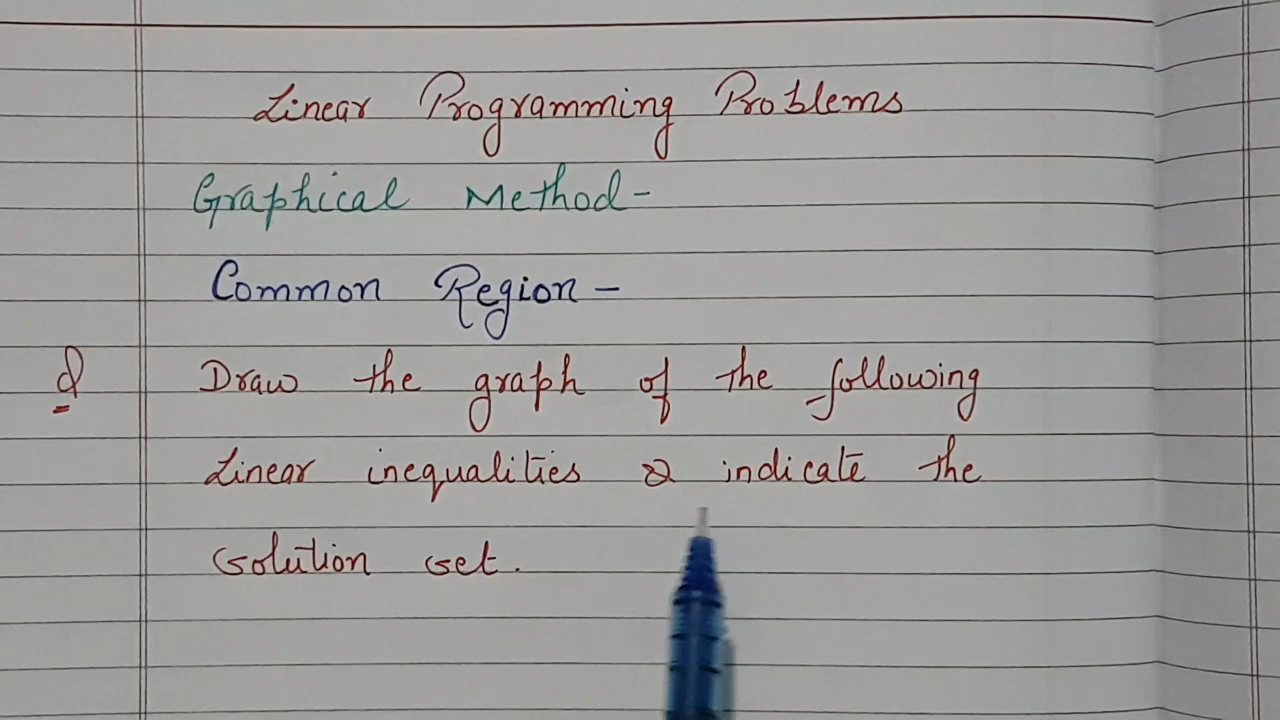 Linear Programming Problems
Graphical Method-
Common Region-
Q Draw the graph of the following
Linear inequalities & indicate the
Solution set.